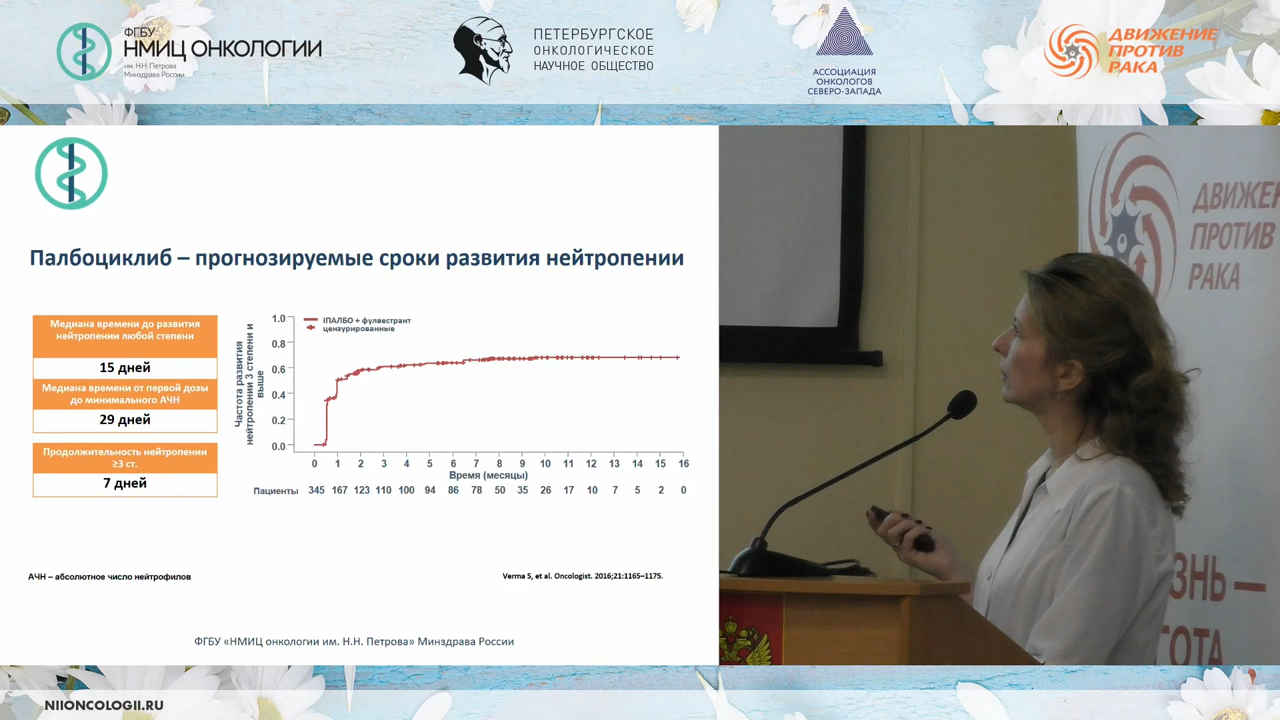 ФГБУ
НМИЦ ОНКОЛОГИИ
им. Н.Н. Петрова
Минздрава России
ПЕТЕРБУРГСКОЕ
ОНКОЛОГИЧЕСКОЕ
НАУЧНОЕ ОБЩЕСТВО
АССОЦИАЦИЯ
ОНКОЛОГОВ
СЕВЕРО-ЗАПАДА
ДВИЖЕНИЕ
ПРОТИВ
РАКА
Палбоциклиб – прогнозируемые сроки развития нейтропении
Медиана времени до развития
нейтропении любой степени
15 дней
Медиана времени от первой дозы
до минимального АЧН
29 дней
Продолжительность нейтропении
≥3 ст.
7 дней
Частота развития
нейтропении 3 степени и
выше
1.0
0.8
0.6
0.4
0.2
0.0
IПАЛБО + фулвестрант
цензурированные
0 1 2 3 4 5 6 7 8 9 10 11 12 13 14 15 16
Время (месяцы)
Пациенты 345 167 123 110 100 94 86 78 50 35 26 17 10 7 5 2 0
АЧН – абсолютное число нейтрофилов
Verma S, et al. Oncologist. 2016;21:1165–1175.
ФГБУ «НМИЦ онкологии им. Н.Н. Петрова» Минздрава России
ДВИЖЕН
ПРОТИВ
РАКА
ЗНЬ —
ОТА
NIIONCOLOGII.RU